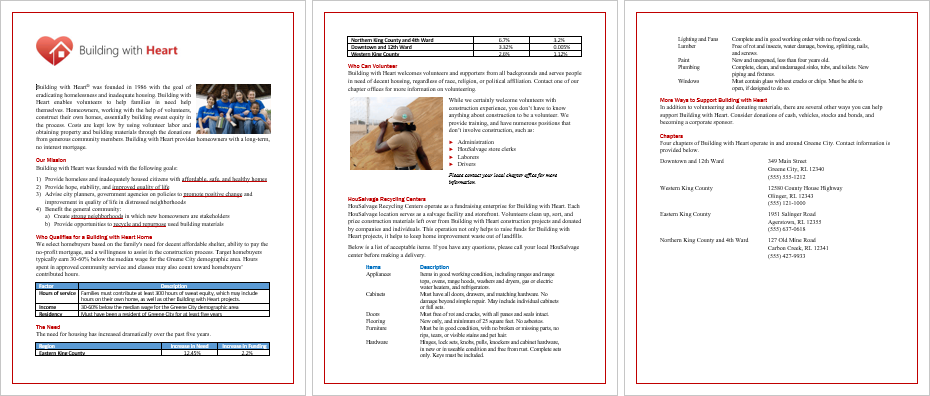 Building with Heart
Building with Heart® was founded in 1986 with the goal of
eradicating homelessness and inadequate housing. Building with
Heart enables volunteers to help families in need help
themselves. Homeowners, working with the help of volunteers,
construct their own homes, essentially building sweat equity in
the process. Costs are kept low by using volunteer labor and
obtaining property and building materials through the donations
from generous community members. Building with Heart provides homeowners with a long-term,
no interest mortgage.
Our Mission
Building with Heart was founded with the following goals:
1) Provide homeless and inadequately housed citizens with affordable, safe, and healthy homes
2) Provide hope, stability, and improved quality of life
3) Advise city planners, government agencies on policies to promote positive change and
improvement in quality of life in distressed neighborhoods
4) Benefit the general community:
a) Create strong neighborhoods in which new homeowners are stakeholders
b) Provide opportunities to recycle and repurpose used building materials
Who Qualifies for a Building with Heart Home
We select homebuyers based on the family's need for decent affordable shelter, ability to pay the
no-profit mortgage, and a willingness to assist in the construction process. Target homebuyers
typically earn 30-60% below the median wage for the Greene City demographic area. Hours
spent in approved community service and classes may also count toward homebuyers'
contributed hours.
Factor Description
Hours of service Families must contribute at least 300 hours of sweat equity, which may include
hours on their own home, as well as other Building with Heart projects.
Income 30-60% below the median wage for the Greene City demographic area
Residency Must have been a resident of Greene City for at least five years
The Need
The need for housing has increased dramatically over the past five years.
Region Increase in Need Increase in Funding
Eastern King County 12.45% 2.2%
Northern King County and 4th Ward 6.7% 3.2%
Downtown and 12th Ward 3.32% 0.005%
Western King County 2.6% 1.12%
Who Can Volunteer
Building with Heart welcomes volunteers and supporters from all backgrounds and serves people
in need of decent housing, regardless of race, religion, or political affiliation. Contact one of our
chapter offices for more information on volunteering.
While we certainly welcome volunteers with
construction experience, you don't have to know
anything about construction to be a volunteer. We
provide training, and have numerous positions that
don't involve construction, such as:
► Administration
► HouSalvage store clerks
► Laborers
► Drivers
Please contact your local chapter office for more
information.
HouSalvage Recycling Centers
HouSalvage Recycling Centers operate as a fundraising enterprise for Building with Heart. Each
HouSalvage location serves as a salvage facility and storefront. Volunteers clean up, sort, and
price construction materials left over from Building with Heart construction projects and donated
by companies and individuals. This operation not only helps to raise funds for Building with
Heart projects, it helps to keep home improvement waste out of landfills.
Below is a list of acceptable items. If you have any questions, please call your local HouSalvage
center before making a delivery.
Items Description
Appliances Items in good working condition, including ranges and range
tops, ovens, range hoods, washers and dryers, gas or electric
water heaters, and refrigerators.
Cabinets Must have all doors, drawers, and matching hardware. No
damage beyond simple repair. May include individual cabinets
or full sets.
Doors Must free of rot and cracks, with all panes and seals intact.
Flooring New only, and minimum of 25 square feet. No asbestos.
Furniture Must be in good condition, with no broken or missing parts, no
rips, tears, or visible stains and pet hair.
Hardware Hinges, lock sets, knobs, pulls, knockers and cabinet hardware,
in new or in useable condition and free from rust. Complete sets
only. Keys must be included.
Lighting and Fans Complete and in good working order with no frayed cords.
Lumber Free of rot and insects, water damage, bowing, splitting, nails,
and screws.
Paint New and unopened, less than four years old.
Plumbing Complete, clean, and undamaged sinks, tubs, and toilets. New
piping and fixtures.
Windows Must contain glass without cracks or chips. Must be able to
open, if designed to do so.
More Ways to Support Building with Heart
In addition to volunteering and donating materials, there are several other ways you can help
support Building with Heart. Consider donations of cash, vehicles, stocks and bonds, and
becoming a corporate sponsor.
Chapters
Four chapters of Building with Heart operate in and around Greene City. Contact information is
provided below.
Downtown and 12th Ward 349 Main Street
Greene City, RL 12340
(555) 555-1212
Western King County 12580 County House Highway
Olinger, RL 12343
(555) 121-1000
Eastern King County 1951 Salinger Road
Agerstown, RL 12355
(555) 637-0618
Northern King County and 4th Ward 127 Old Mine Road
Carbon Creek, RL 12341
(555) 427-9933